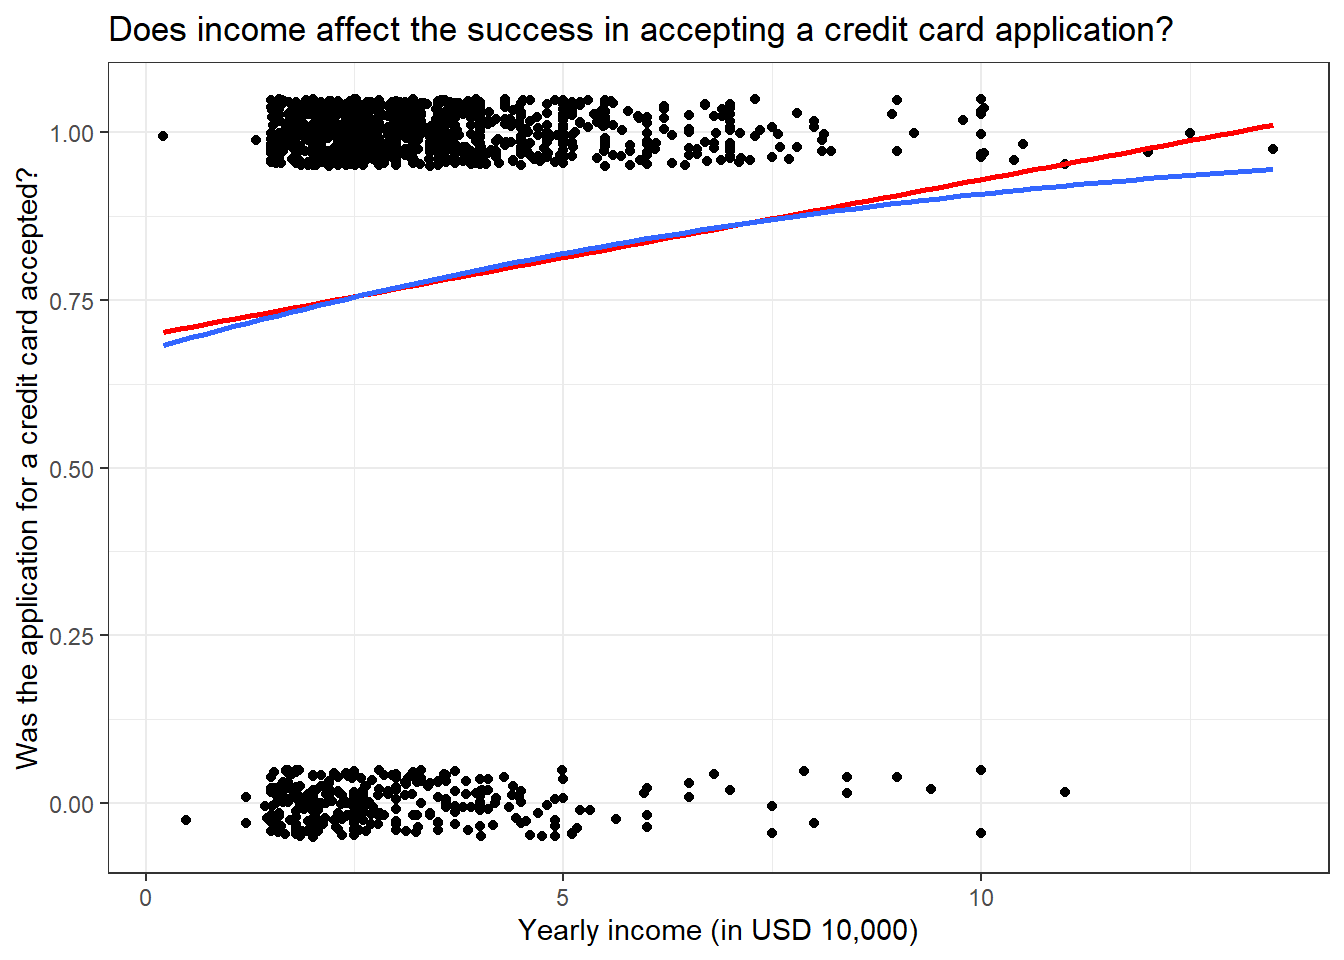 Does income affect the success in accepting a credit card application?
Was the application for a credit card accepted?
1.00
0.75
0.50
0.25
0.00
0 5 10
Yearly income (in USD 10,000)